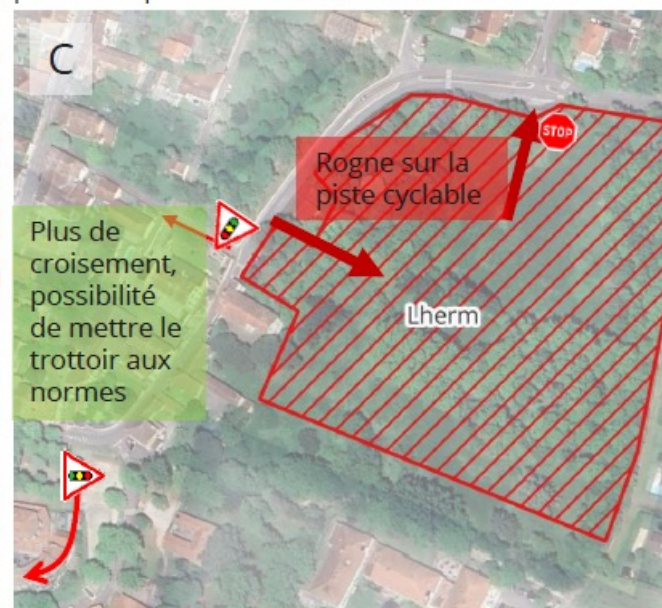 C
Rogne sur la
piste cyclable
STOP
Plus de
croisement,
possibilité
de mettre le
trottoir aux
normes
Lherm